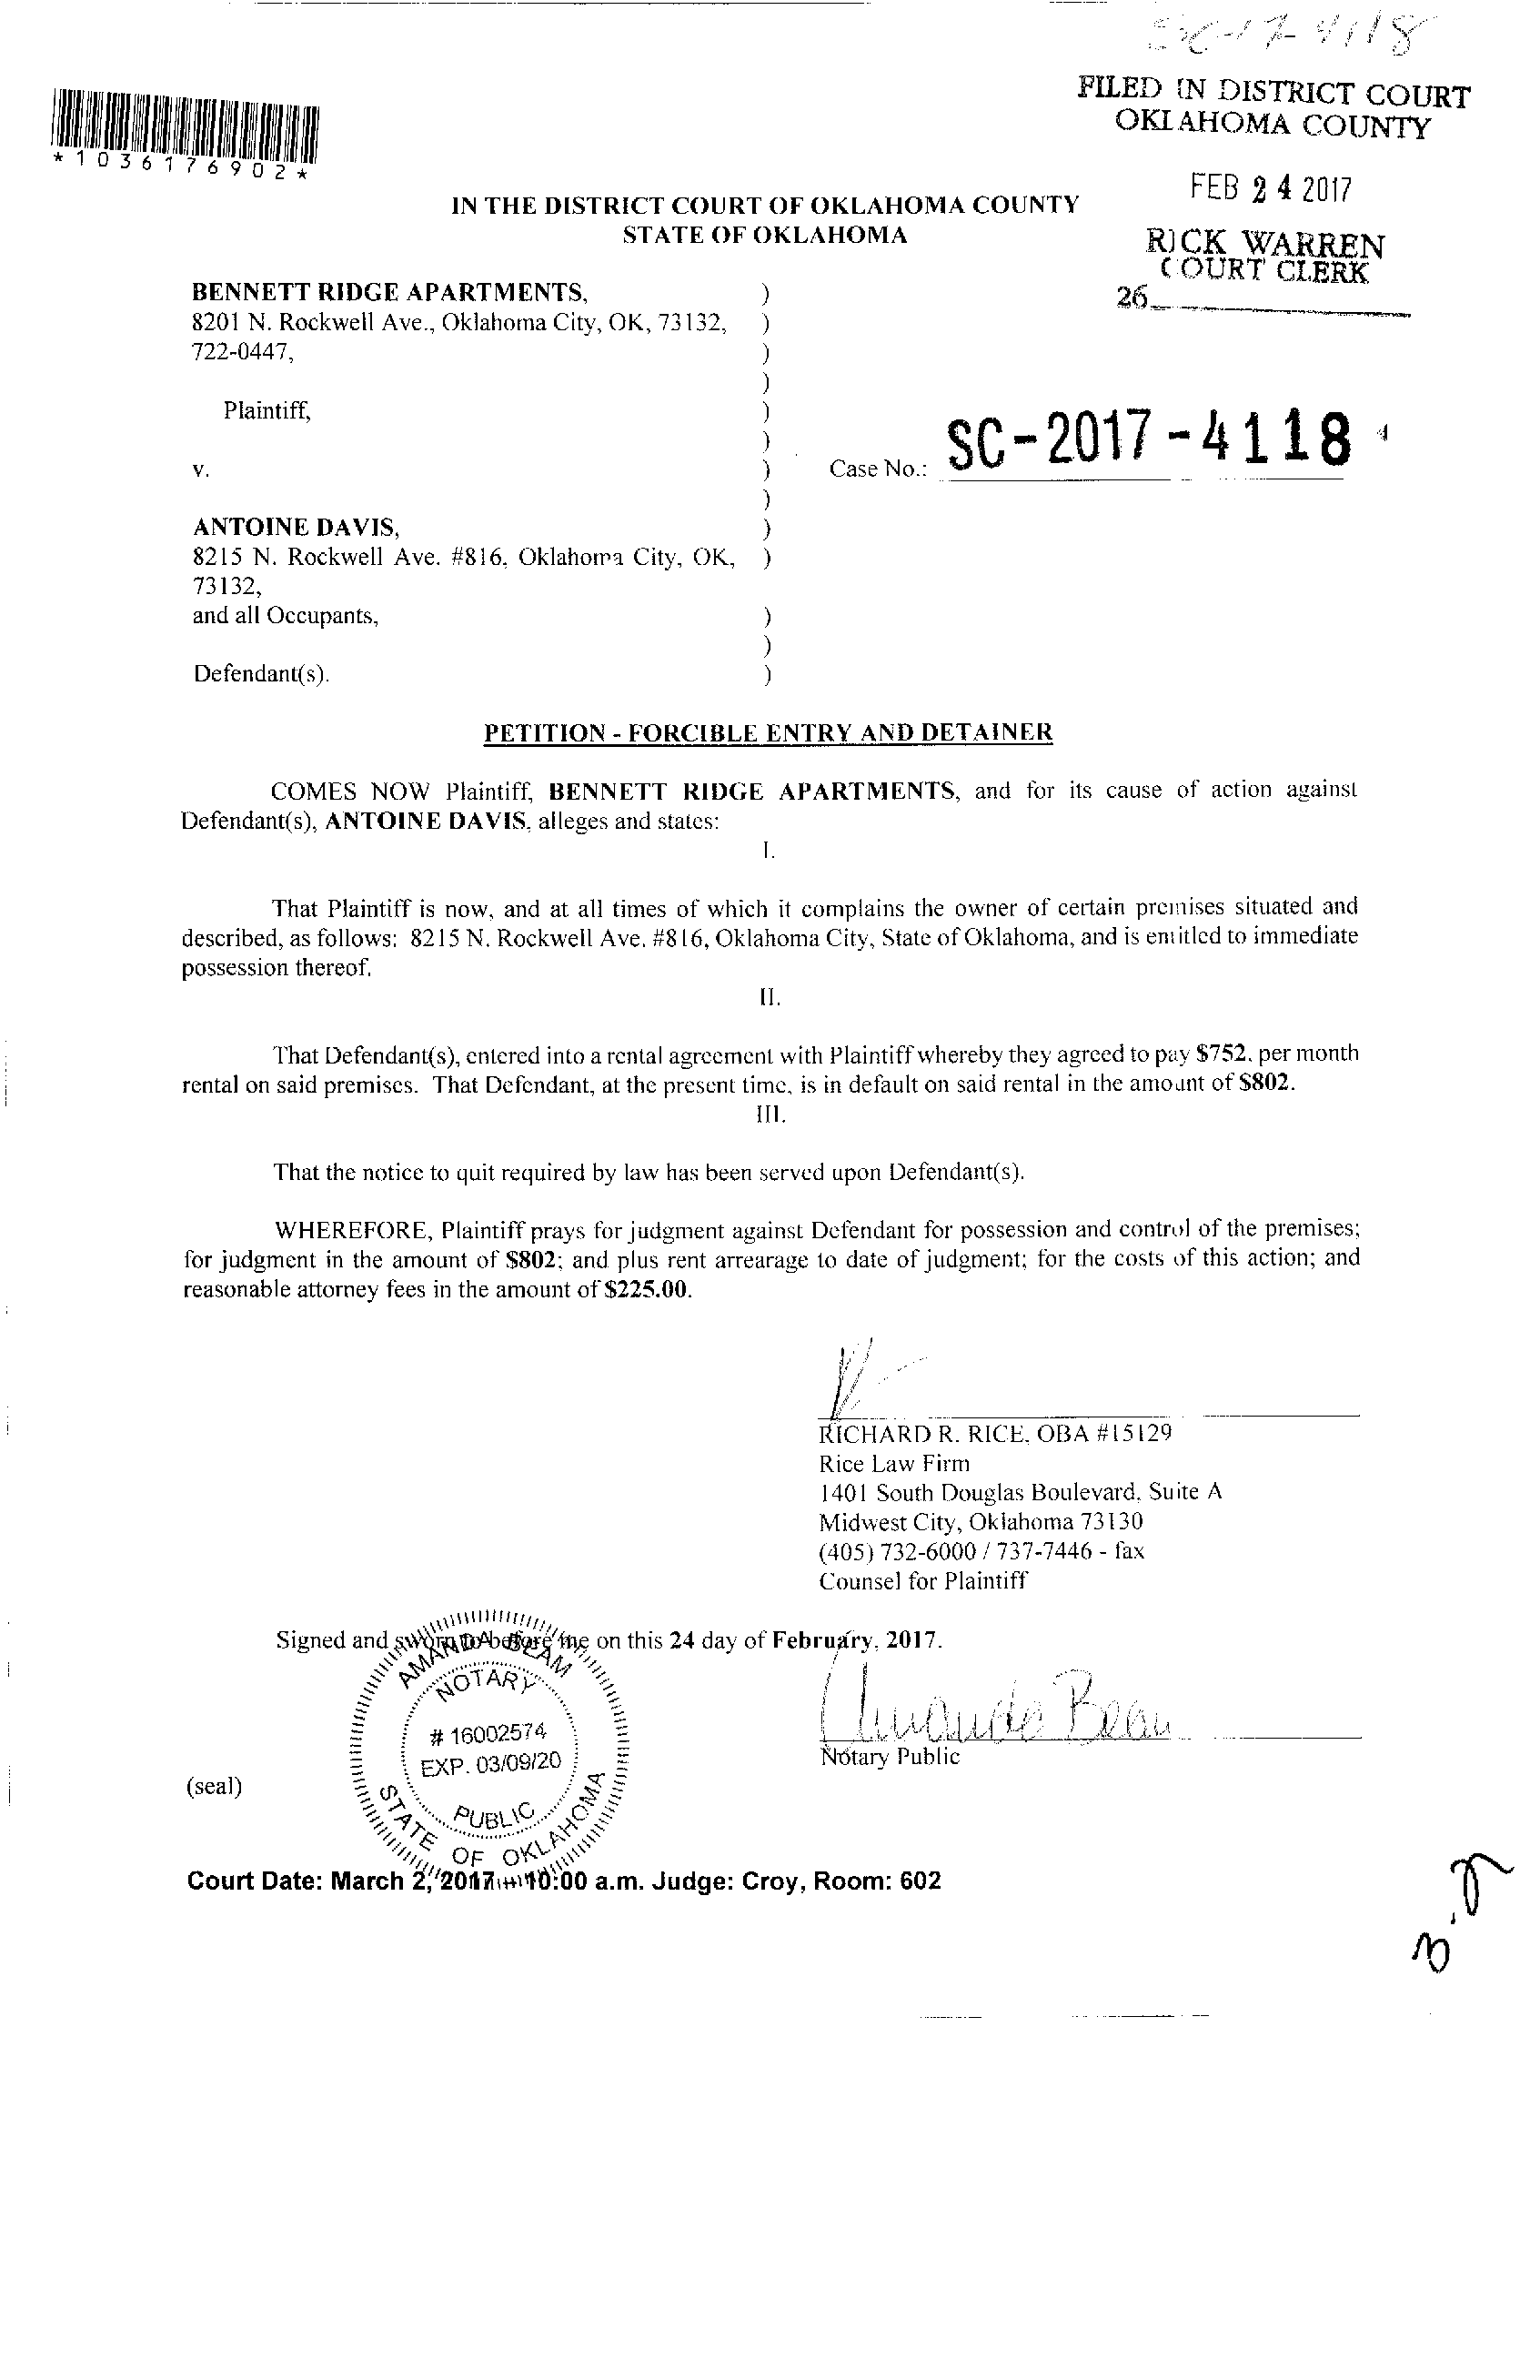 SC-17-4118
FILED IN DISTRICT COURT
OKLAHOMA COUNTY
*1036176902*
FEB 24 2017
IN THE DISTRICT COURT OF OKLAHOMA COUNTY
STATE OF OKLAHOMA
RICK WARREN
COURT CLERK
26
BENNETT RIDGE APARTMENTS, )
8201 N. Rockwell Ave., Oklahoma City, OK, 73132, )
722-0447, )
)
Plaintiff, )
)
v. ) Case No.: SC-2017-4118
)
ANTOINE DAVIS, )
8215 N. Rockwell Ave. #816, Oklahoma City, OK, )
73132,
and all Occupants, )
)
Defendant(s). )
PETITION - FORCIBLE ENTRY AND DETAINER
COMES NOW Plaintiff, BENNETT RIDGE APARTMENTS, and for its cause of action against
Defendant(s), ANTOINE DAVIS, alleges and states:
I.
That Plaintiff is now, and at all times of which it complains the owner of certain premises situated and
described, as follows: 8215 N. Rockwell Ave. #816, Oklahoma City, State of Oklahoma, and is entitled to immediate
possession thereof.
II.
That Defendant(s), entered into a rental agreement with Plaintiff whereby they agreed to pay $752. per month
rental on said premises. That Defendant, at the present time, is in default on said rental in the amount of $802.
III.
That the notice to quit required by law has been served upon Defendant(s).
WHEREFORE, Plaintiff prays for judgment against Defendant for possession and control of the premises;
for judgment in the amount of $802; and plus rent arrearage to date of judgment; for the costs of this action; and
reasonable attorney fees in the amount of $225.00.
RICHARD R. RICE, OBA #15129
Rice Law Firm
1401 South Douglas Boulevard, Suite A
Midwest City, Oklahoma 73130
(405) 732-6000 / 737-7446 - fax
Counsel for Plaintiff
Signed and sworn to before me on this 24 day of February, 2017.
AMANDA BEAM
NOTARY
# 16002574
EXP. 03/09/20
PUBLIC
STATE OF OKLAHOMA
Amanda Beam
Notary Public
(seal)
Court Date: March 2, 2017 10:00 a.m. Judge: Croy, Room: 602